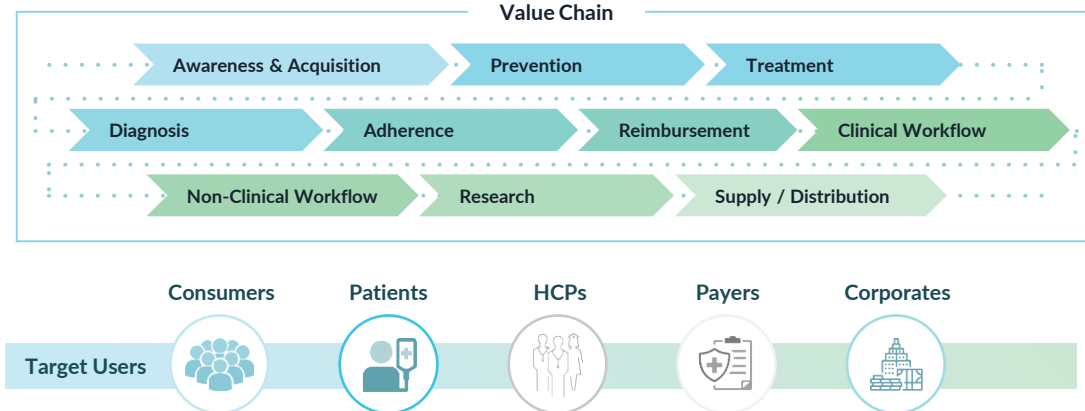 Value Chain
Awareness & Acquisition
Prevention
Treatment
Diagnosis
Adherence
Reimbursement
Clinical Workflow
Non-Clinical Workflow
Research
Supply / Distribution
Consumers
Patients
HCPs
Payers
Corporates
Target Users